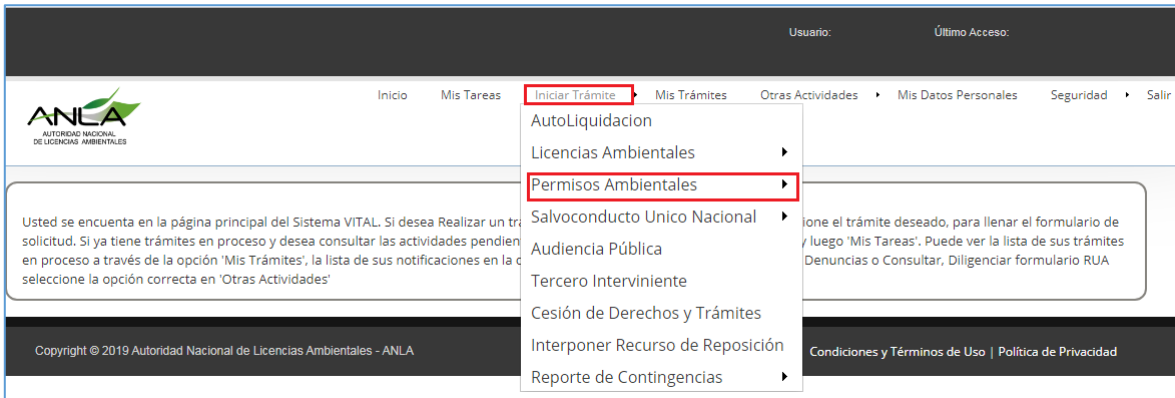 Usuario: Último Acceso:
ANLA
AUTORIDAD NACIONAL
DE LICENCIAS AMBIENTALES
Inicio Mis Tareas Iniciar Trámite Mis Trámites Otras Actividades Mis Datos Personales Seguridad Salir
AutoLiquidacion
Licencias Ambientales
Permisos Ambientales
Salvoconducto Unico Nacional
Audiencia Pública
Tercero Interviniente
Cesión de Derechos y Trámites
Interponer Recurso de Reposición
Reporte de Contingencias
Usted se encuenta en la página principal del Sistema VITAL. Si desea Realizar un ione el trámite deseado, para llenar el formulario de
solicitud. Si ya tiene trámites en proceso y desea consultar las actividades y luego 'Mis Tareas'. Puede ver la lista de sus trámites
en proceso a través de la opción 'Mis Trámites', la lista de sus notificaciones en la Denuncias o Consultar, Diligenciar formulario RUA
seleccione la opción correcta en 'Otras Actividades'
Copyright © 2019 Autoridad Nacional de Licencias Ambientales - ANLA Condiciones y Términos de Uso | Política de Privacidad